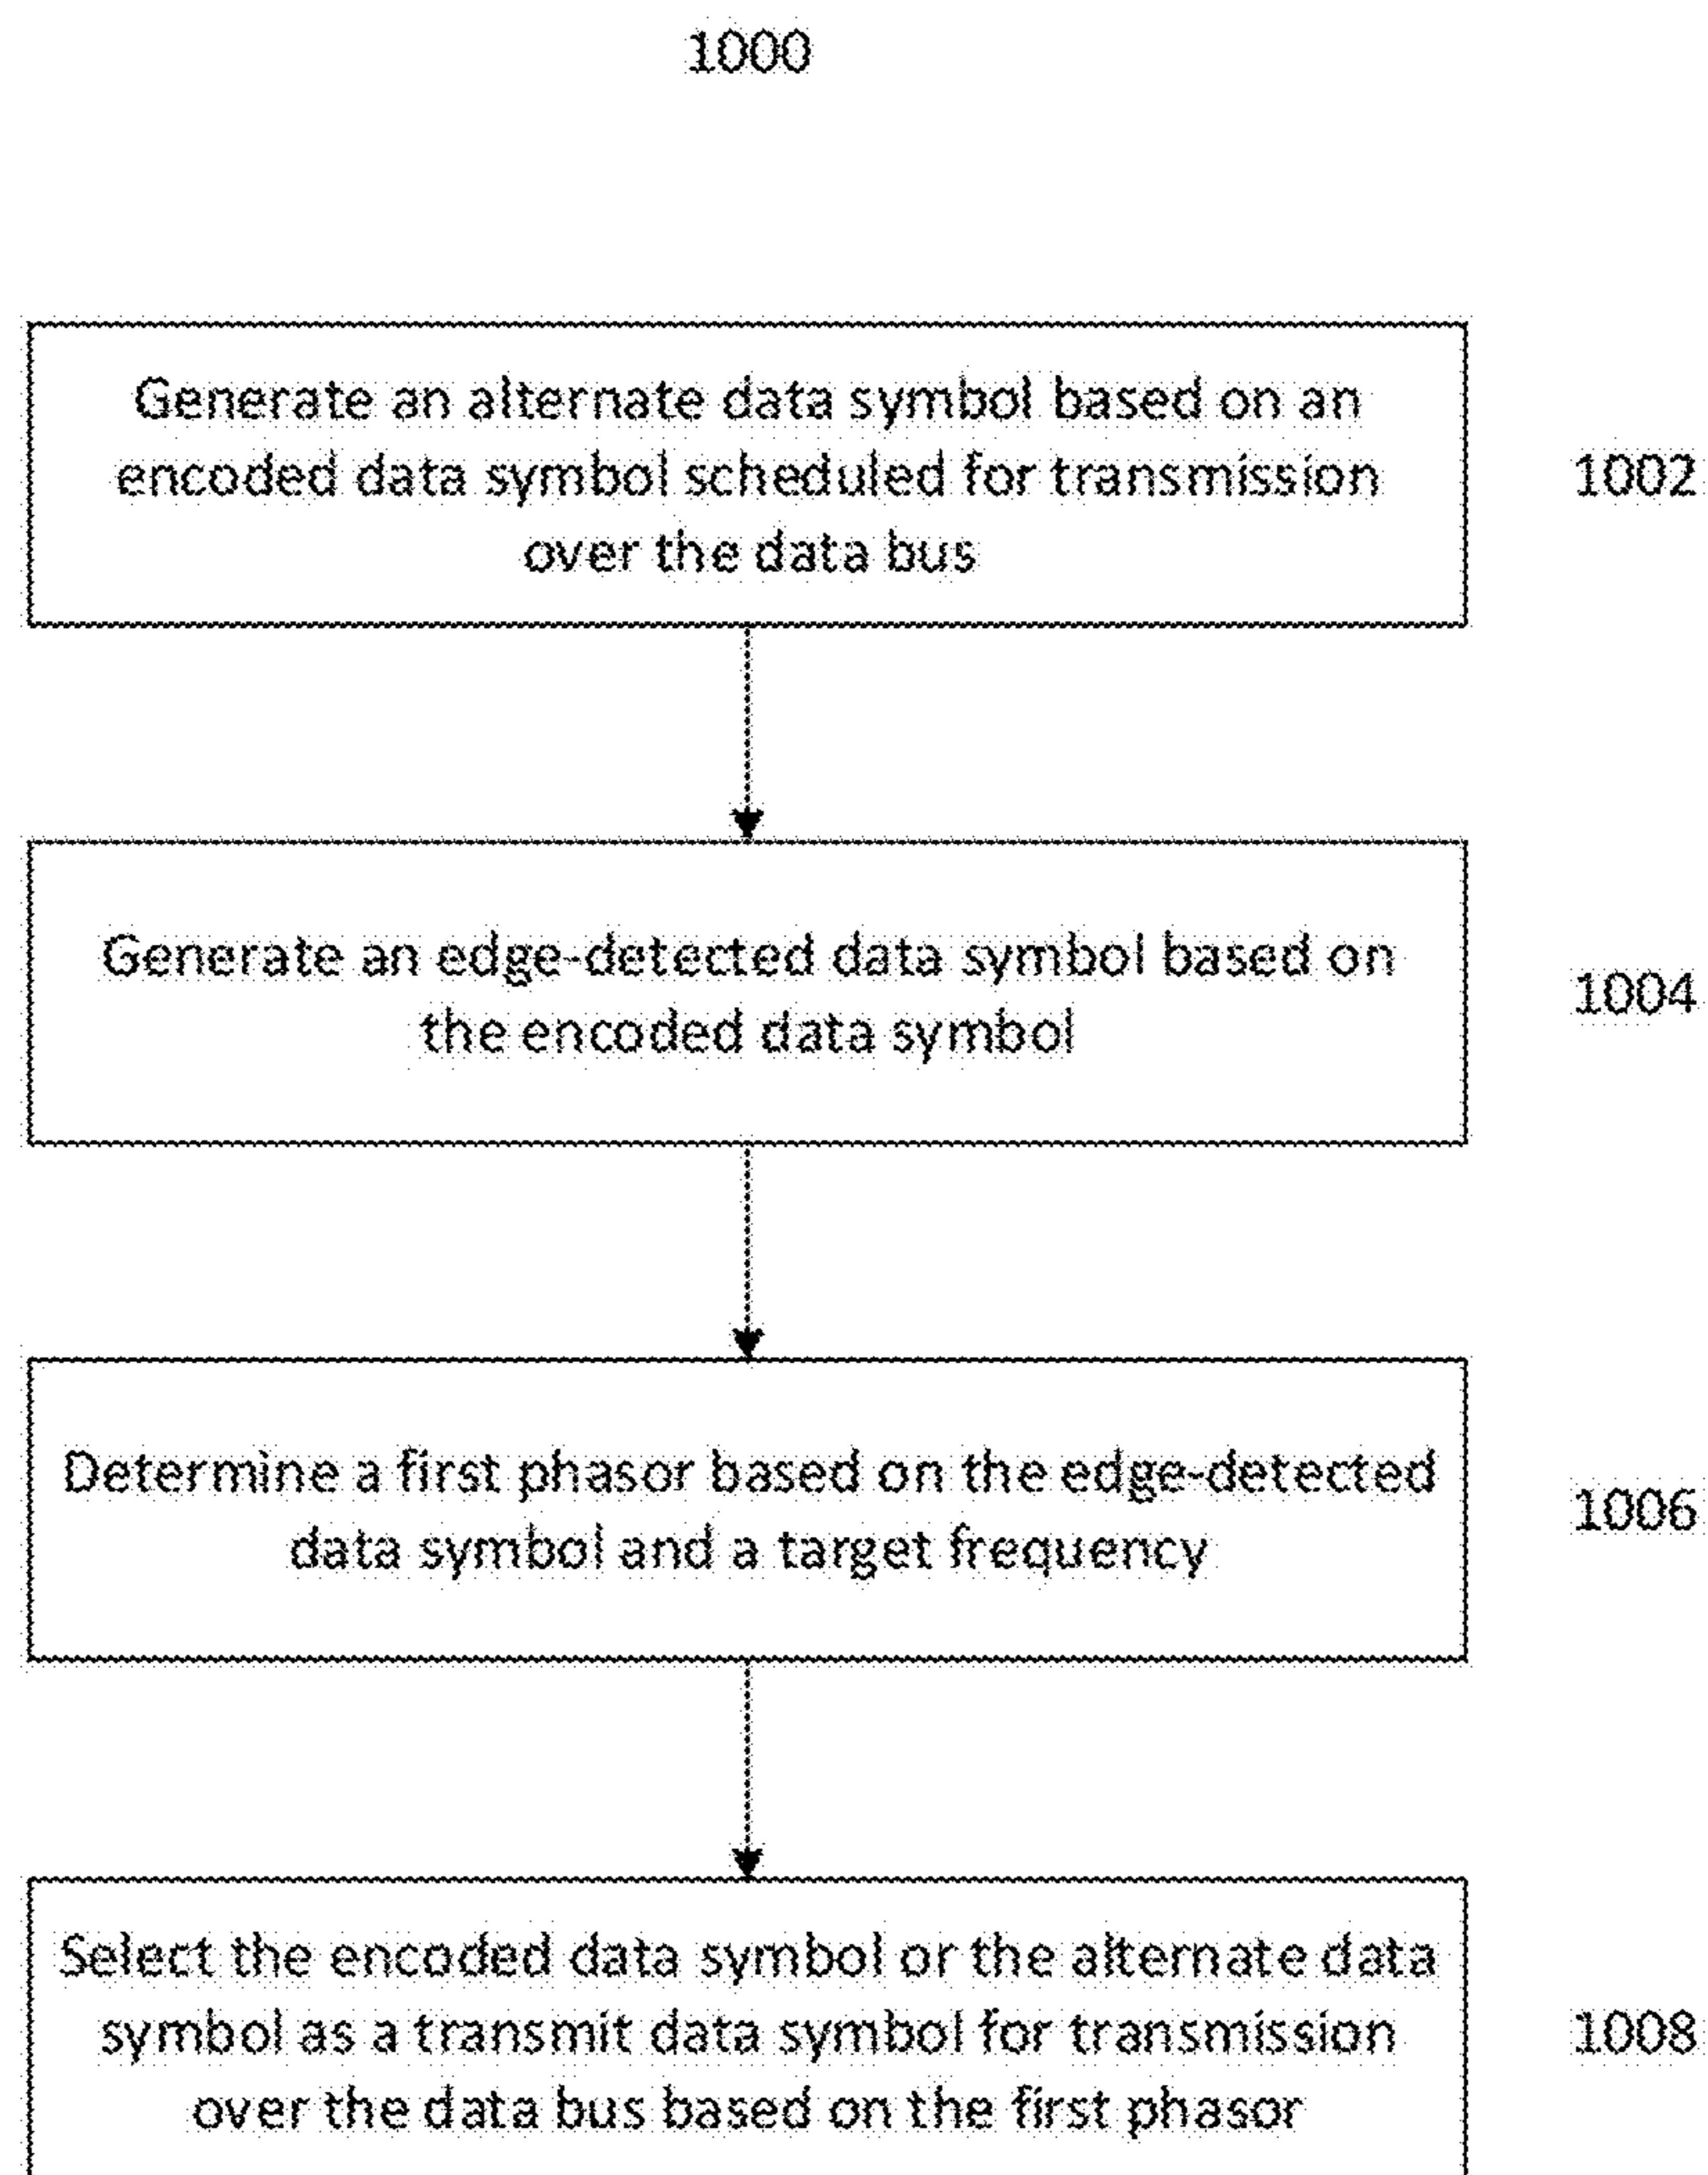 1000
Generate an alternate data symbol based on an
encoded data symbol scheduled for transmission
over the data bus
1002
Generate an edge-detected data symbol based on
the encoded data symbol
1004
Determine a first phasor based on the edge-detected
data symbol and a target frequency
1006
Select the encoded data symbol or the alternate data
symbol as a transmit data symbol for transmission
over the data bus based on the first phasor
1008